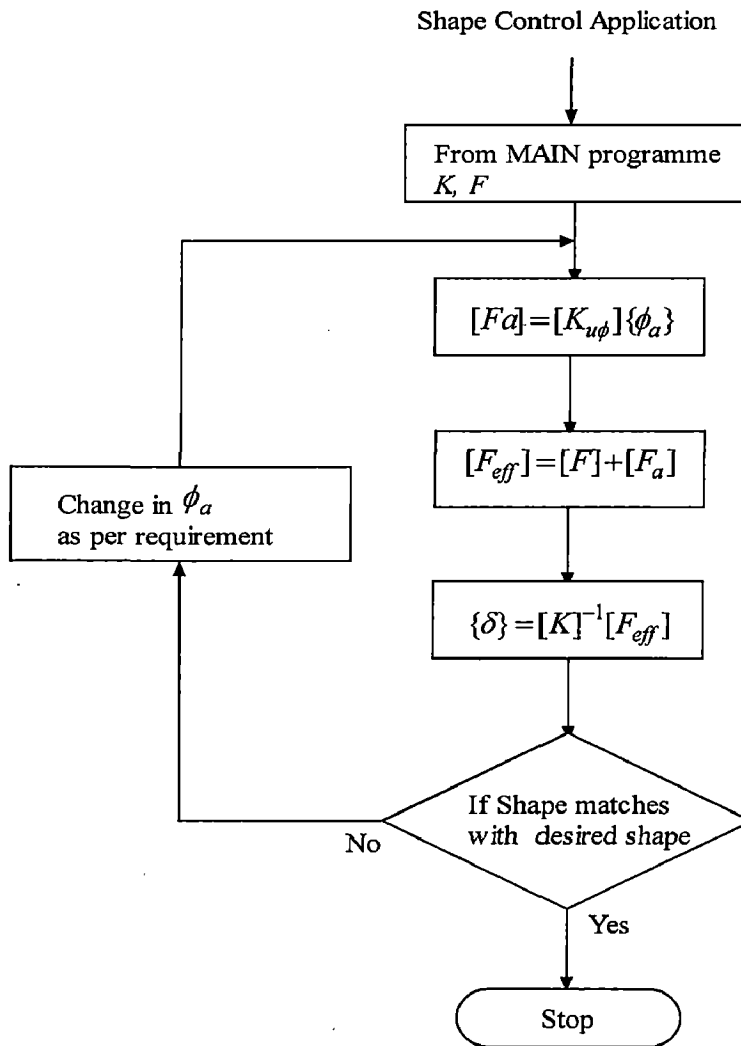 Shape Control Application
From MAIN programme
K, F
[Fa]=[K_{uϕ}]{ϕ_a}
[F_{eff}]=[F]+[F_a]
Change in ϕ_a
as per requirement
{δ}=[K]^{-1}[F_{eff}]
If Shape matches
with desired shape
No
Yes
Stop